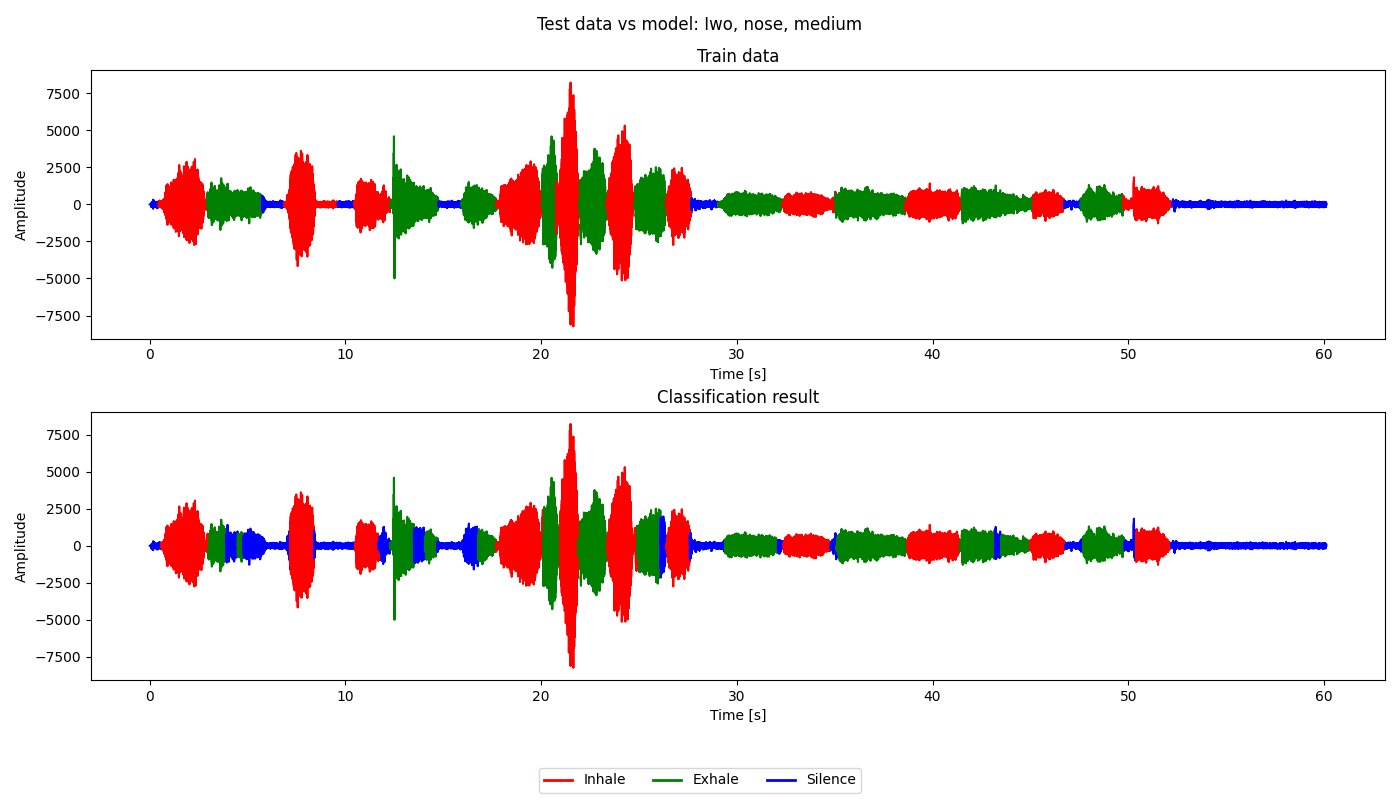 Test data vs model: Iwo, nose, medium
Train data
7500
5000
2500
0
−2500
−5000
−7500
Amplitude
0 10 20 30 40 50 60
Time [s]
Classification result
7500
5000
2500
0
−2500
−5000
−7500
Amplitude
0 10 20 30 40 50 60
Time [s]
Inhale Exhale Silence